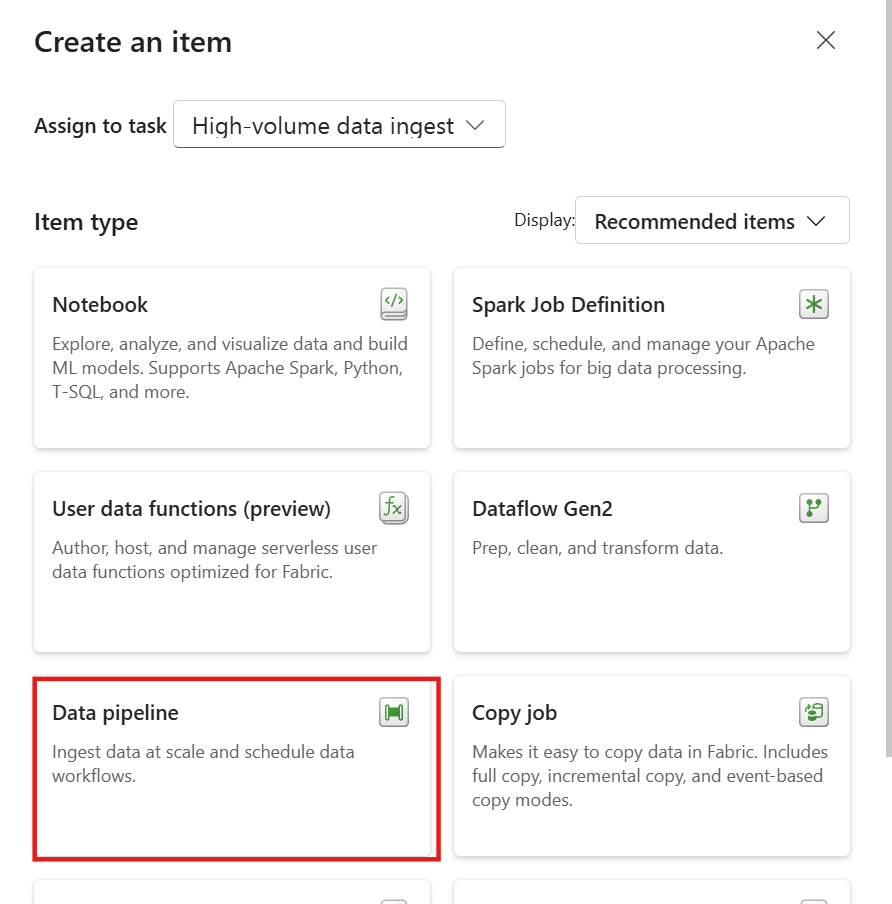 Create an item
Assign to task High-volume data ingest
Item type Display: Recommended items
Notebook
</>
Explore, analyze, and visualize data and build
ML models. Supports Apache Spark, Python,
T-SQL, and more.
Spark Job Definition
Define, schedule, and manage your Apache
Spark jobs for big data processing.
User data functions (preview)
fx
Author, host, and manage serverless user
data functions optimized for Fabric.
Dataflow Gen2
Prep, clean, and transform data.
Data pipeline
Ingest data at scale and schedule data
workflows.
Copy job
Makes it easy to copy data in Fabric. Includes
full copy, incremental copy, and event-based
copy modes.